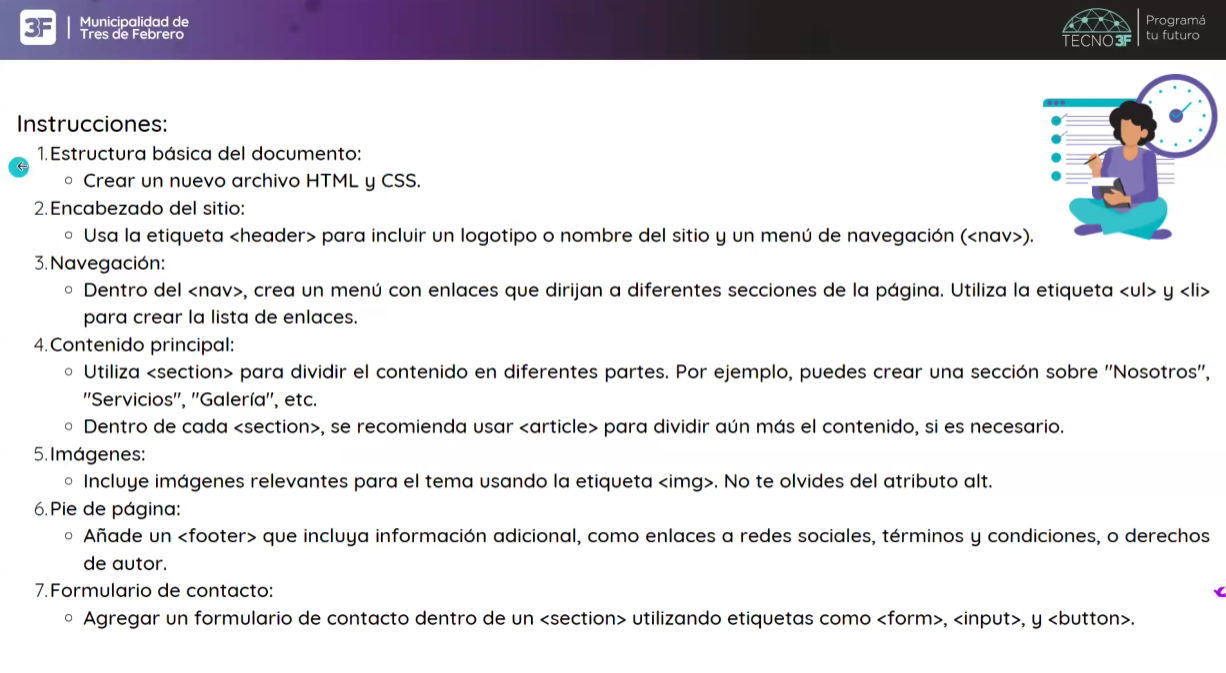 3F
Municipalidad de
Tres de Febrero
TECNO3F
Programá
tu futuro
Instrucciones:
1.Estructura básica del documento:
Crear un nuevo archivo HTML y CSS.
2.Encabezado del sitio:
Usa la etiqueta <header> para incluir un logotipo o nombre del sitio y un menú de navegación (<nav>).
3.Navegación:
Dentro del <nav>, crea un menú con enlaces que dirijan a diferentes secciones de la página. Utiliza la etiqueta <ul> y <li>
para crear la lista de enlaces.
4.Contenido principal:
Utiliza <section> para dividir el contenido en diferentes partes. Por ejemplo, puedes crear una sección sobre "Nosotros",
"Servicios", "Galería", etc.
Dentro de cada <section>, se recomienda usar <article> para dividir aún más el contenido, si es necesario.
5.Imágenes:
Incluye imágenes relevantes para el tema usando la etiqueta <img>. No te olvides del atributo alt.
6.Pie de página:
Añade un <footer> que incluya información adicional, como enlaces a redes sociales, términos y condiciones, o derechos
de autor.
7.Formulario de contacto:
Agregar un formulario de contacto dentro de un <section> utilizando etiquetas como <form>, <input>, y <button>.